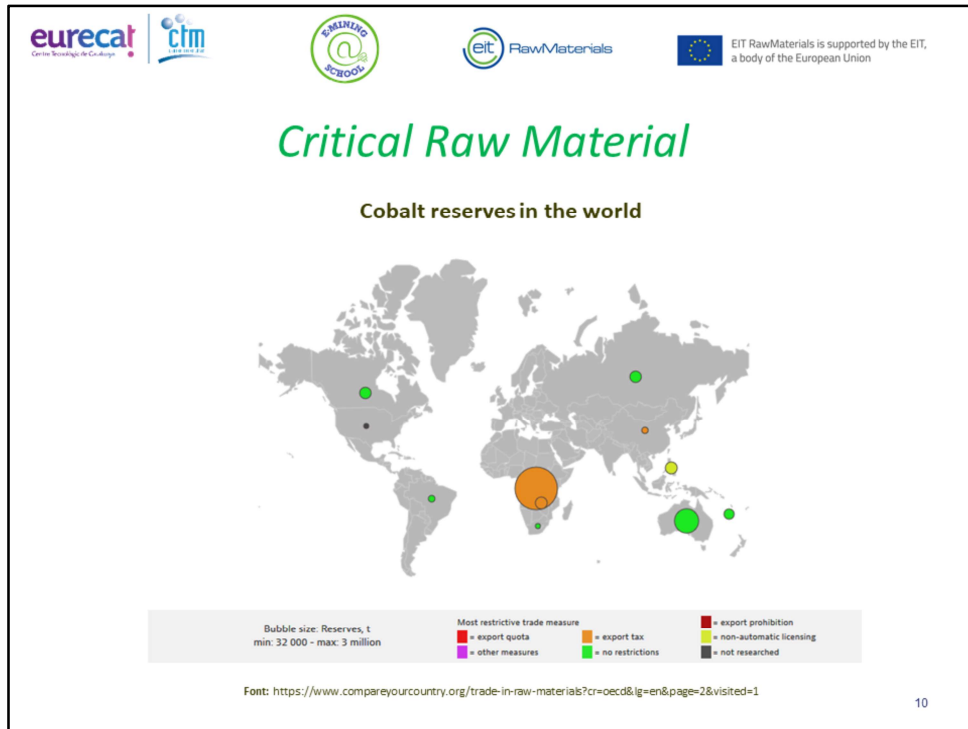 eurecat
Centre Tecnològic de Catalunya
ctm
E-MINING
@
SCHOOL
eit RawMaterials
EIT RawMaterials is supported by the EIT,
a body of the European Union
Critical Raw Material
Cobalt reserves in the world
Bubble size: Reserves, t
min: 32 000 - max: 3 million
Most restrictive trade measure
= export quota
= other measures
= export tax
= no restrictions
= export prohibition
= non-automatic licensing
= not researched
Font: https://www.compareyourcountry.org/trade-in-raw-materials?cr=oecd&lg=en&page=2&visited=1
10